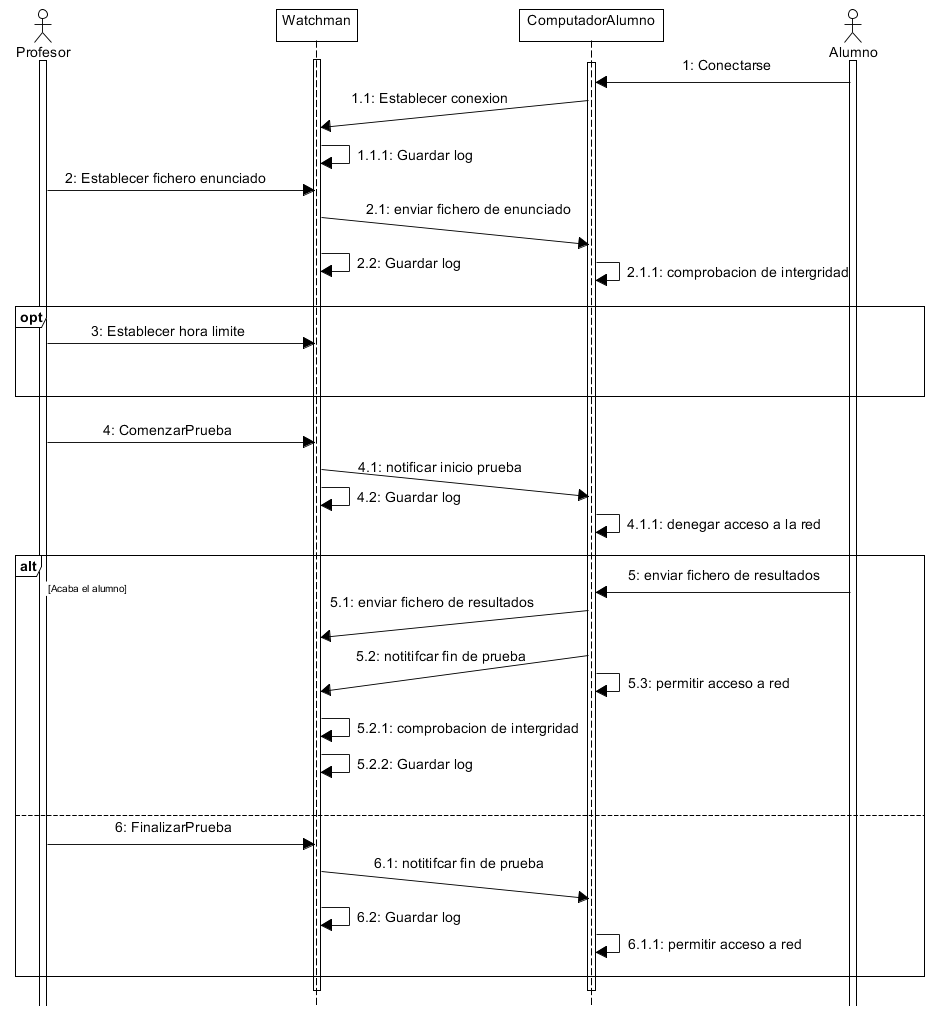 Watchman
ComputadorAlumno
Profesor
Alumno
1: Conectarse
1.1: Establecer conexion
1.1.1: Guardar log
2: Establecer fichero enunciado
2.1: enviar fichero de enunciado
2.2: Guardar log
2.1.1: comprobacion de intergridad
opt
3: Establecer hora limite
4: ComenzarPrueba
4.1: notificar inicio prueba
4.2: Guardar log
4.1.1: denegar acceso a la red
alt
[Acaba el alumno]
5: enviar fichero de resultados
5.1: enviar fichero de resultados
5.2: notitifcar fin de prueba
5.3: permitir acceso a red
5.2.1: comprobacion de intergridad
5.2.2: Guardar log
6: FinalizarPrueba
6.1: notitifcar fin de prueba
6.2: Guardar log
6.1.1: permitir acceso a red